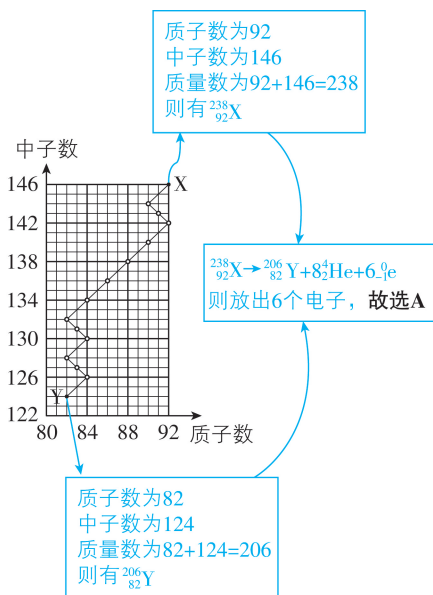 质子数为92
中子数为146
质量数为92+146=238
则有²³⁸₉₂X
中子数
146
142
138
134
130
126
122
X
Y
80
84
88
92
质子数
²³⁸₉₂X→²⁰⁶₈₂Y+8⁴₂He+6⁰₋₁e
则放出6个电子，故选A
质子数为82
中子数为124
质量数为82+124=206
则有²⁰⁶₈₂Y